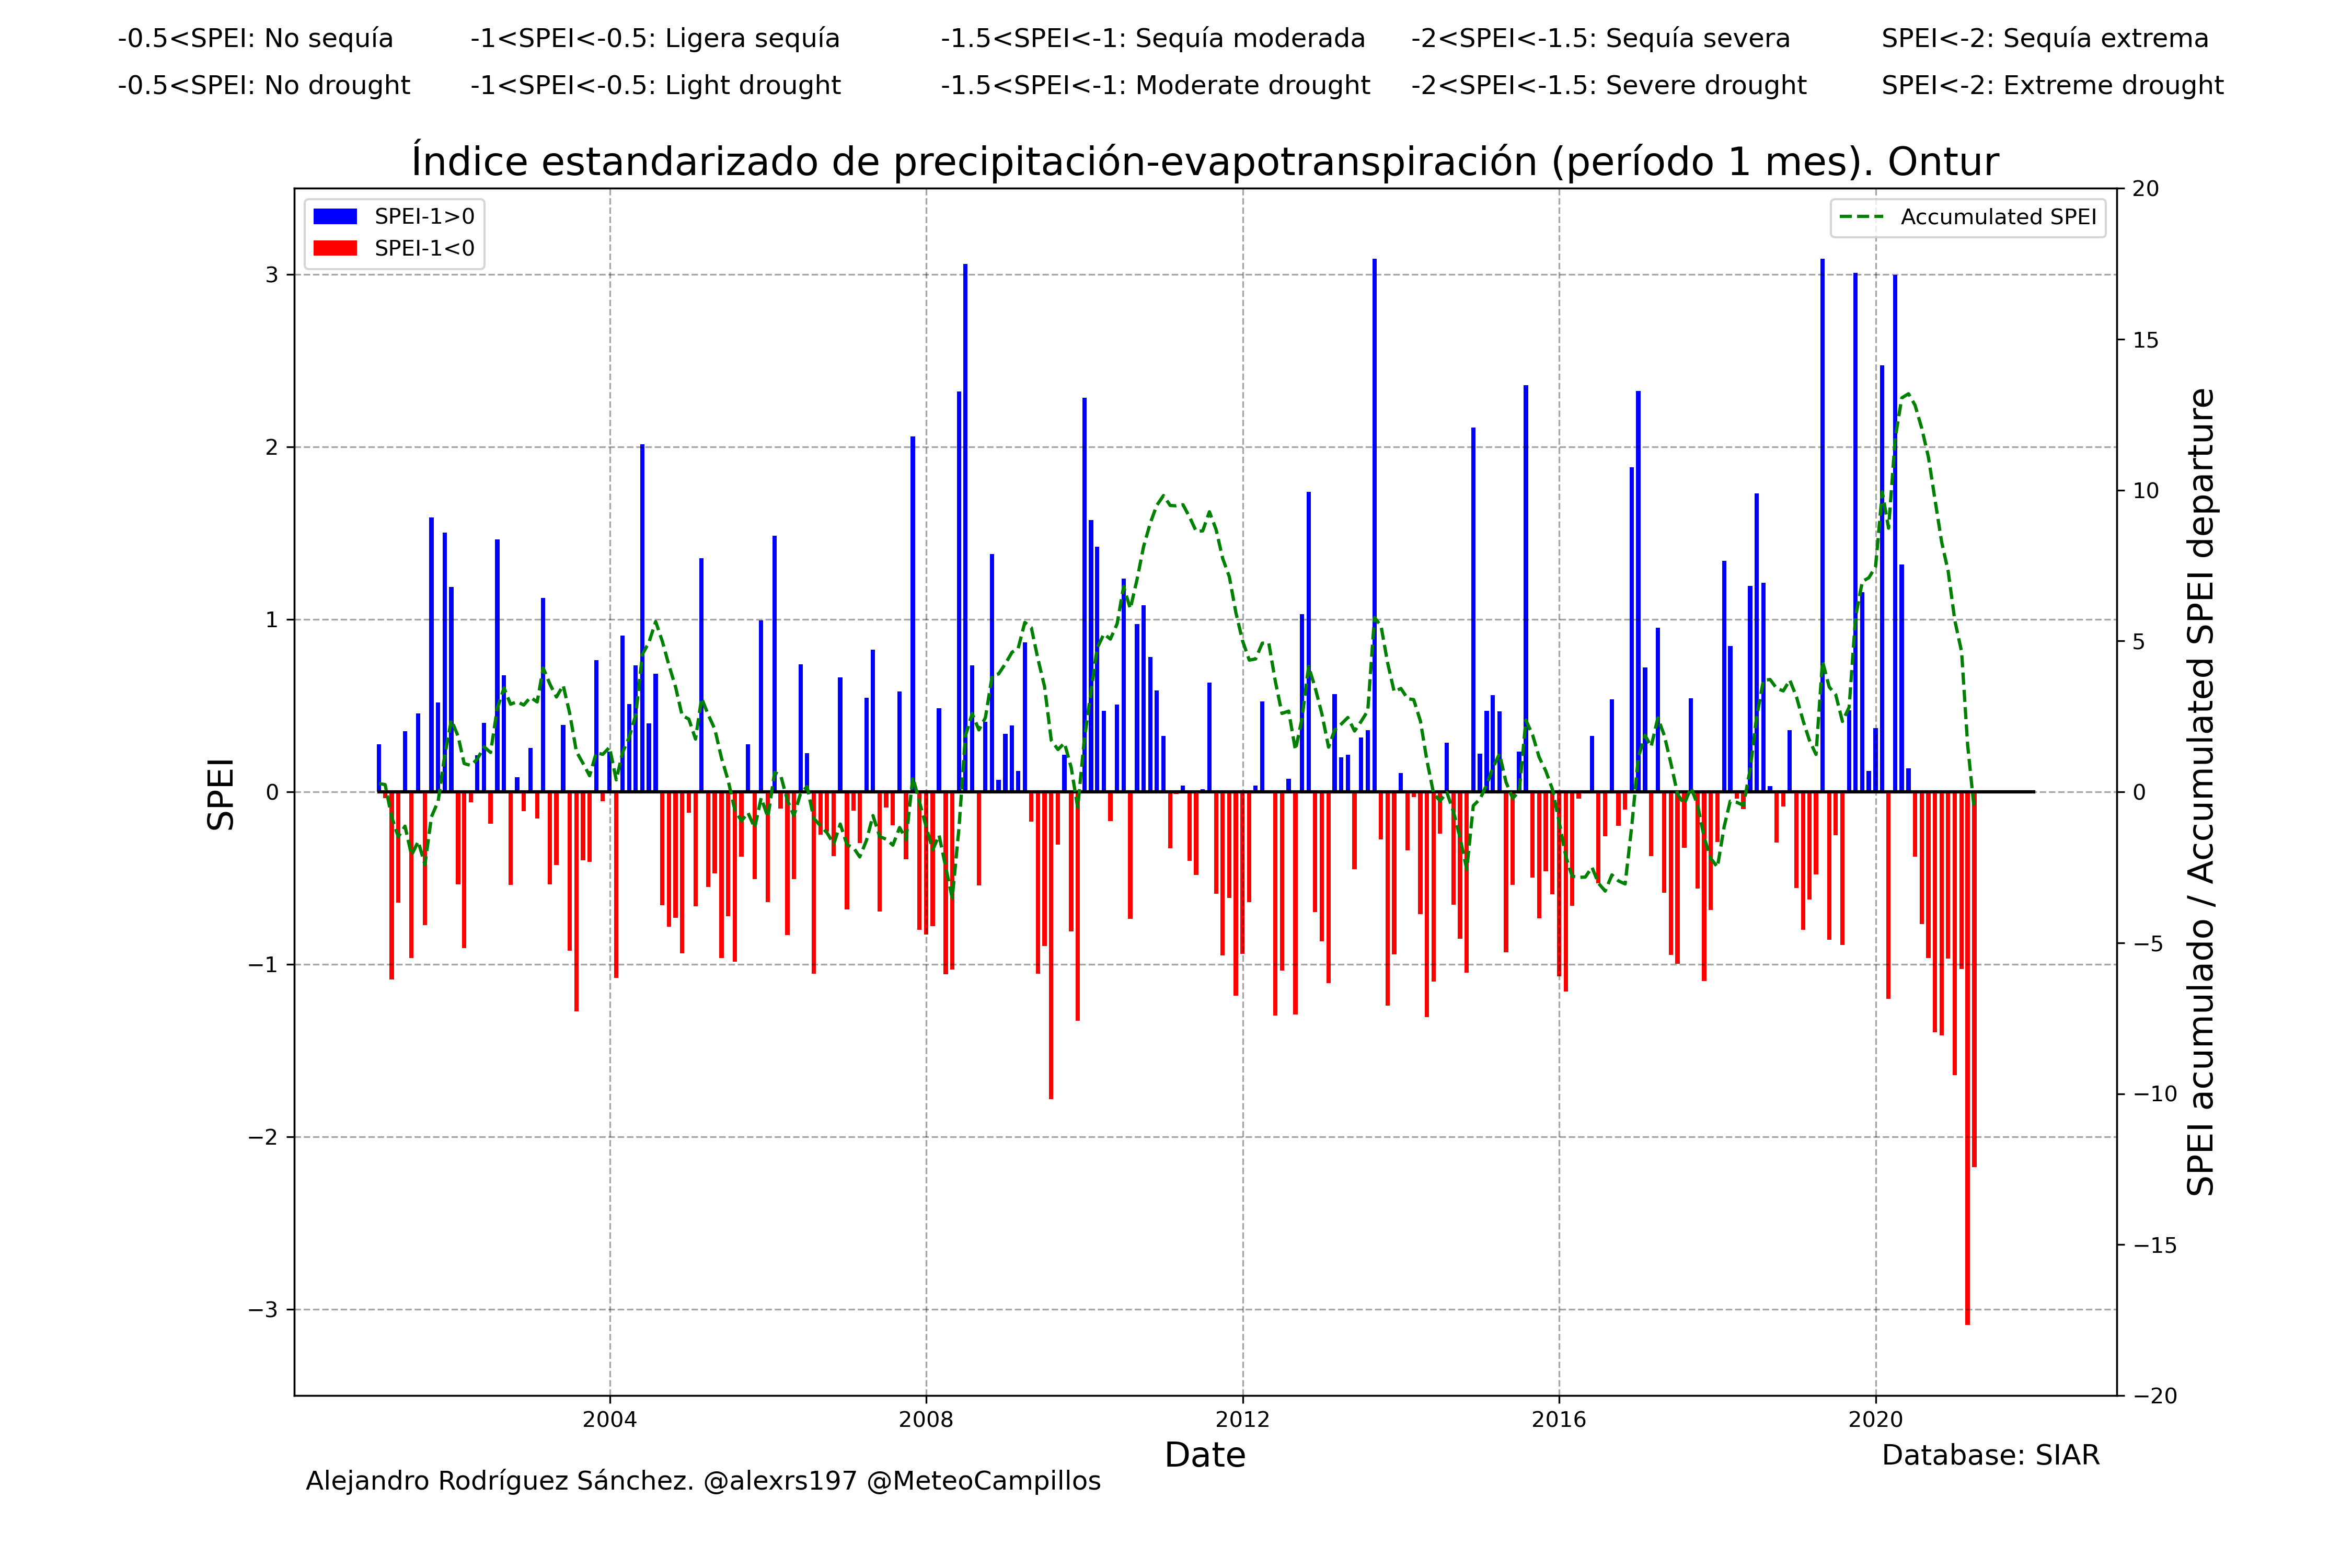 -0.5<SPEI: No sequía -1<SPEI<-0.5: Ligera sequía -1.5<SPEI<-1: Sequía moderada -2<SPEI<-1.5: Sequía severa SPEI<-2: Sequía extrema
-0.5<SPEI: No drought -1<SPEI<-0.5: Light drought -1.5<SPEI<-1: Moderate drought -2<SPEI<-1.5: Severe drought SPEI<-2: Extreme drought
Índice estandarizado de precipitación-evapotranspiración (período 1 mes). Ontur
SPEI-1>0
SPEI-1<0
Accumulated SPEI
SPEI
3
2
1
0
−1
−2
−3
20
15
10
5
0
−5
−10
−15
−20
SPEI acumulado / Accumulated SPEI departure
2004 2008 2012 2016 2020
Date
Database: SIAR
Alejandro Rodríguez Sánchez. @alexrs197 @MeteoCampillos